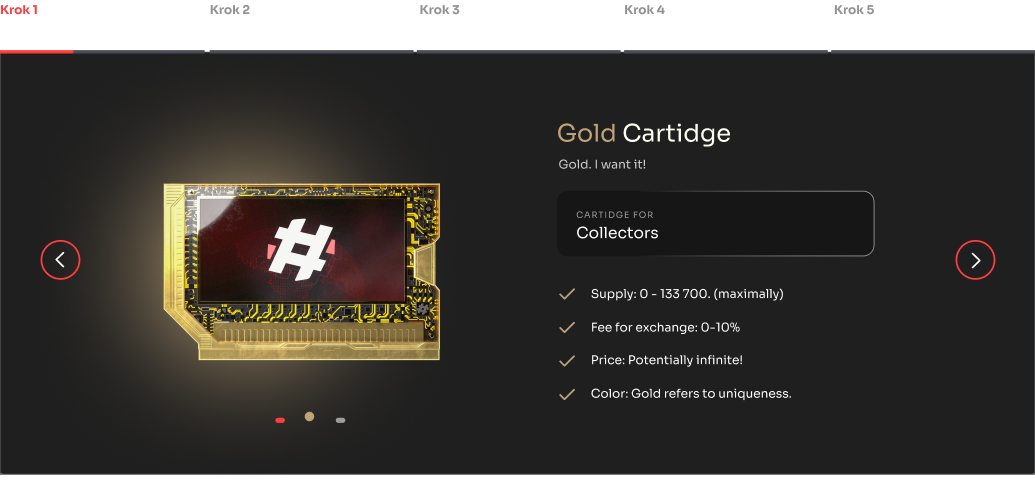 Krok 1
Krok 2
Krok 3
Krok 4
Krok 5
Gold Cartidge
Gold. I want it!
CARTIDGE FOR
Collectors
Supply: 0 - 133 700. (maximally)
Fee for exchange: 0-10%
Price: Potentially infinite!
Color: Gold refers to uniqueness.